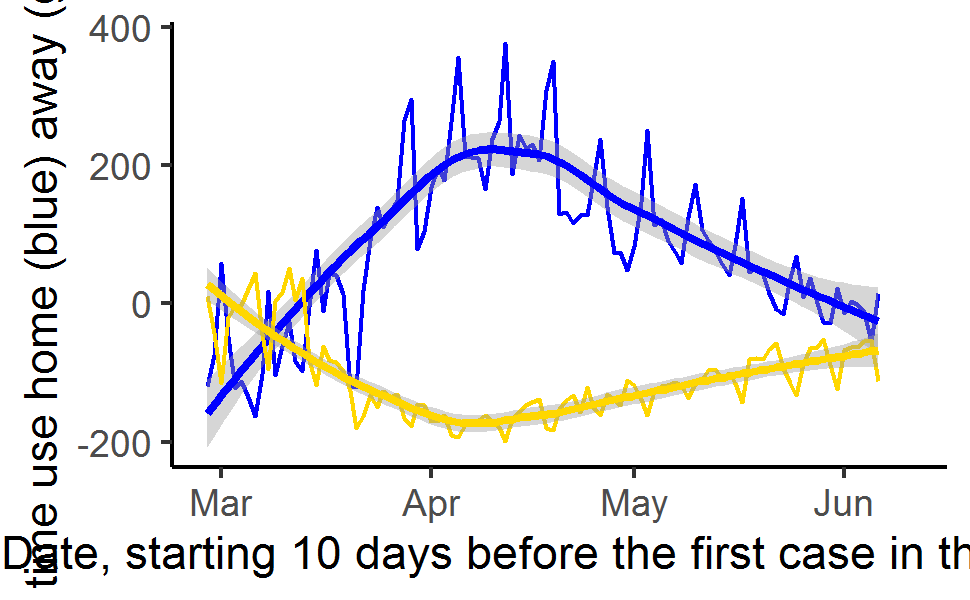 time use home (blue) away (
400
200
0
-200
Mar Apr May Jun
Date, starting 10 days before the first case in th